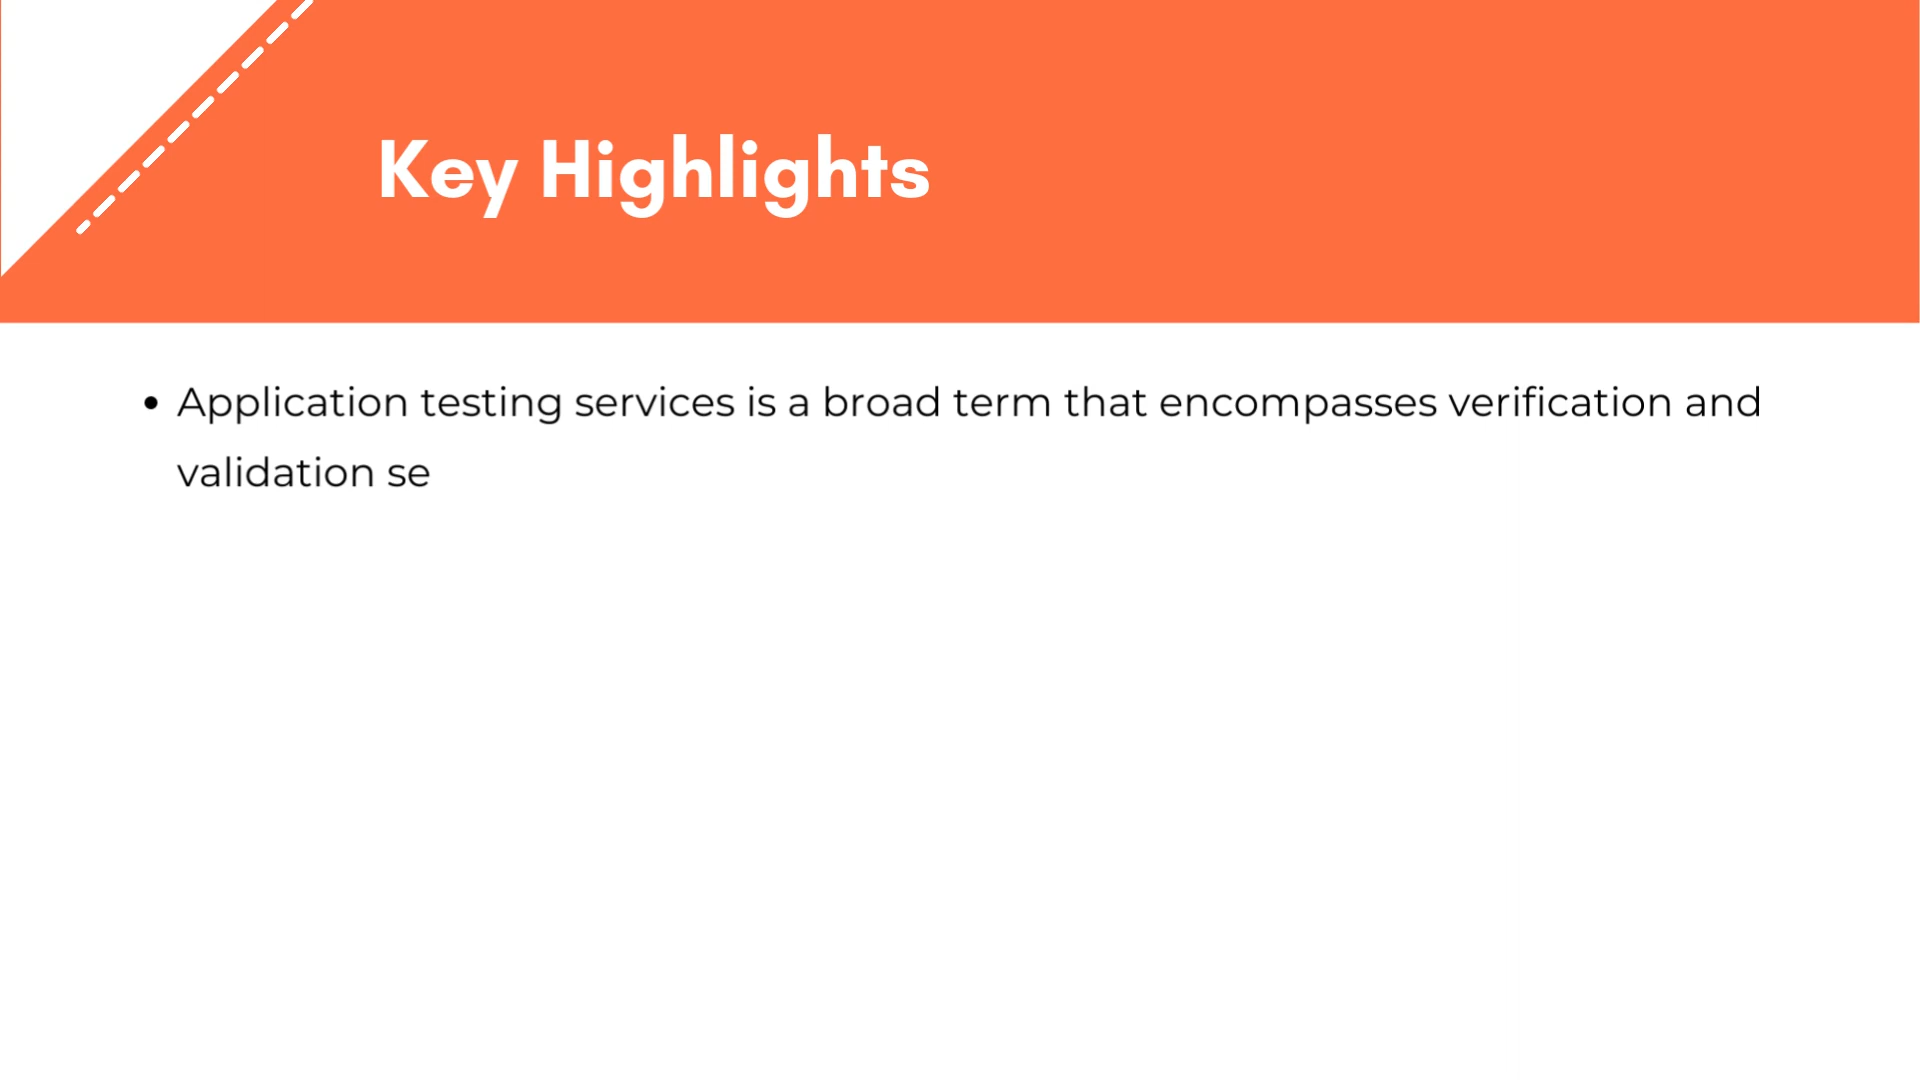 Key Highlights
• Application testing services is a broad term that encompasses verification and
validation se